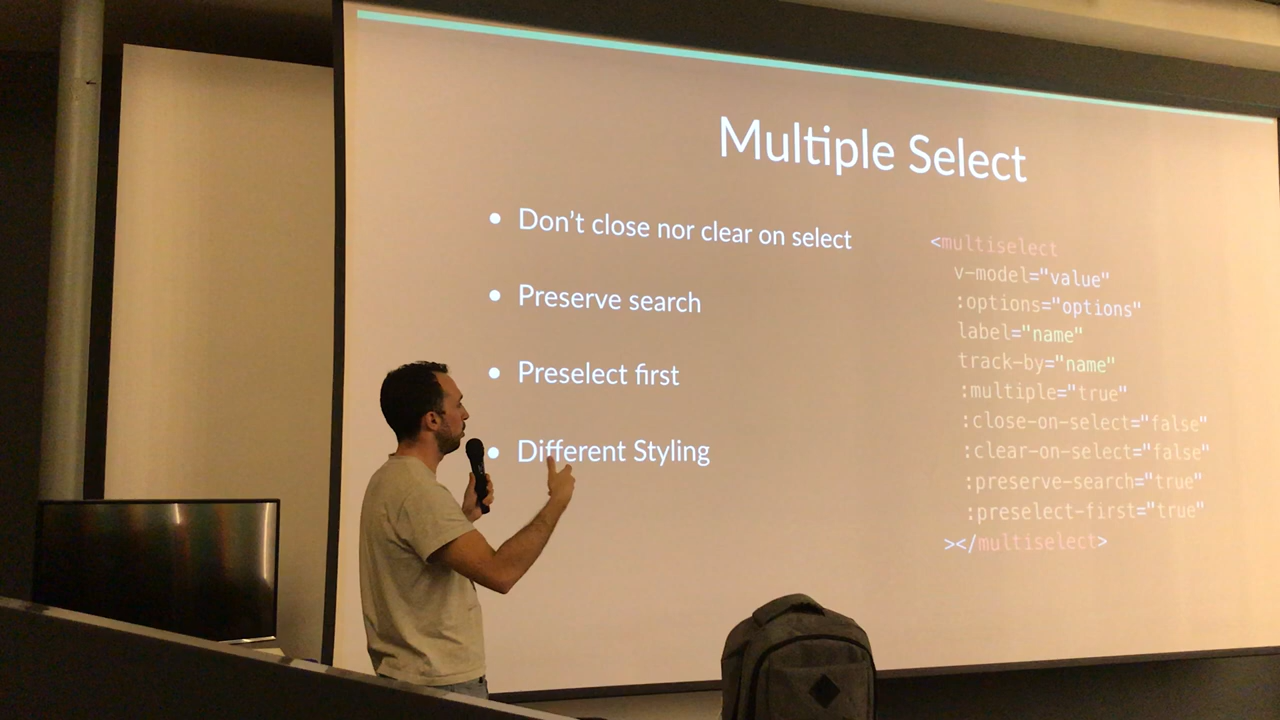 Multiple Select
• Don't close nor clear on select
• Preserve search
• Preselect first
• Different Styling
<multiselect
v-model="value"
:options="options"
label="name"
track-by="name"
:multiple="true"
:close-on-select="false"
:clear-on-select="false"
:preserve-search="true"
:preselect-first="true"
></multiselect>